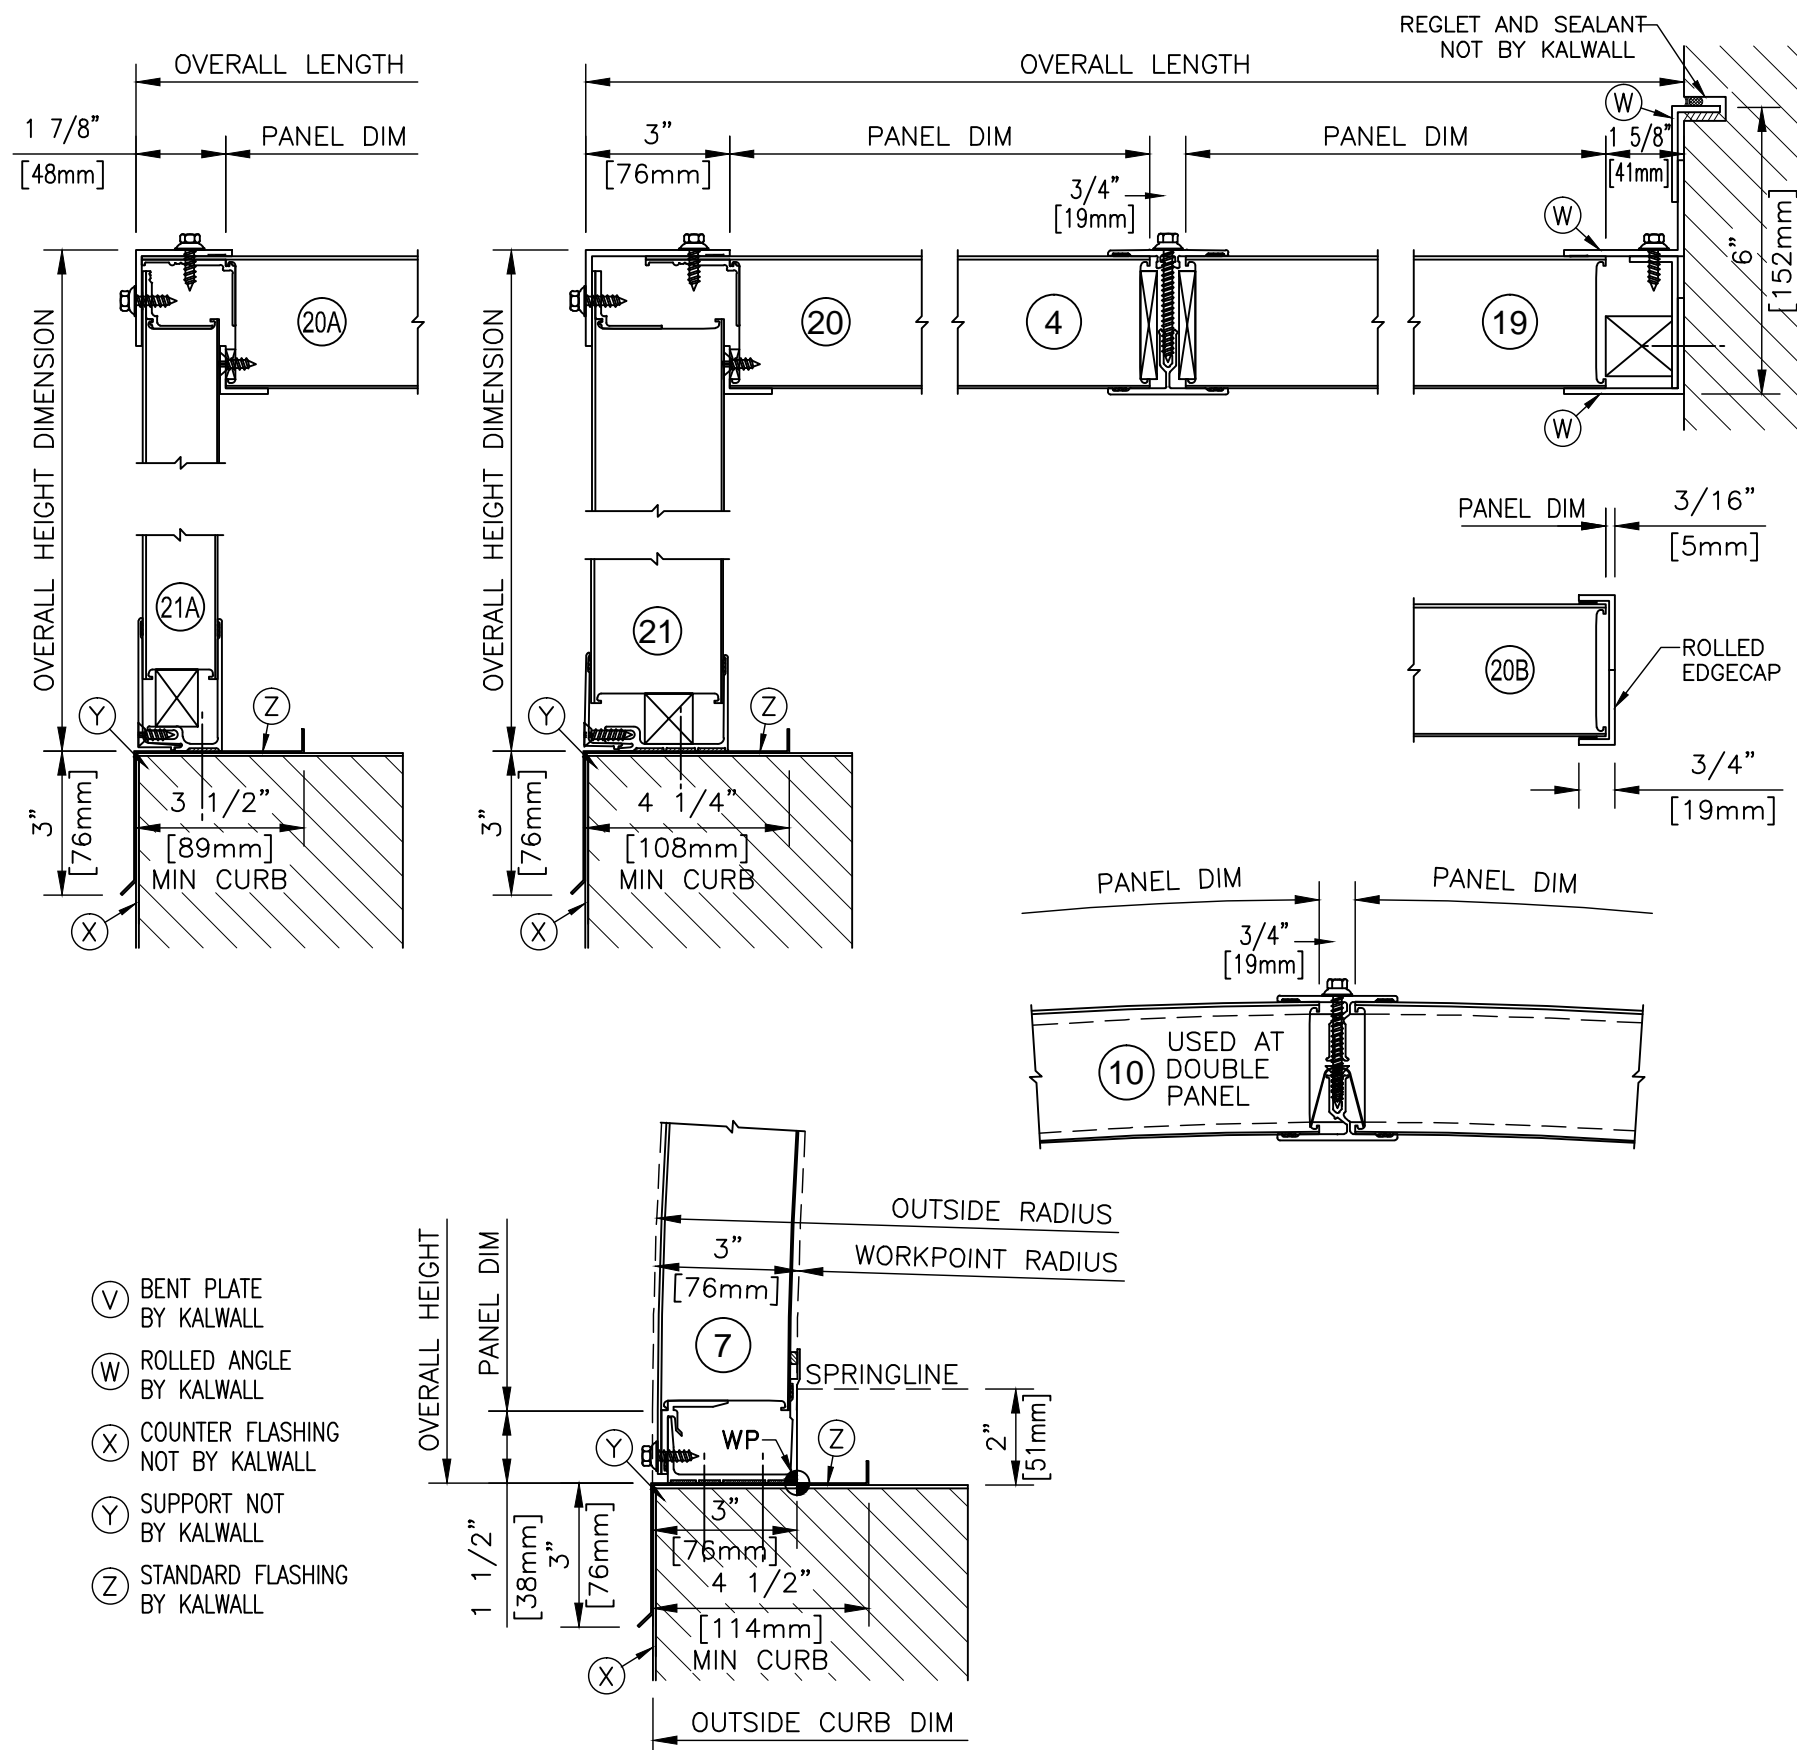 REGLET AND SEALANT
NOT BY KALWALL
OVERALL LENGTH
OVERALL LENGTH
W
1 7/8"
[48mm]
PANEL DIM
3"
[76mm]
PANEL DIM
PANEL DIM
1 5/8"
[41mm]
3/4"
[19mm]
W
6"
[152mm]
20A
20
4
19
W
OVERALL HEIGHT DIMENSION
OVERALL HEIGHT DIMENSION
PANEL DIM
3/16"
[5mm]
21A
21
20B
ROLLED
EDGECAP
Y
Z
Y
Z
3/4"
[19mm]
3"
[76mm]
3 1/2"
[89mm]
MIN CURB
3"
[76mm]
4 1/4"
[108mm]
MIN CURB
X
X
PANEL DIM
PANEL DIM
3/4"
[19mm]
10
USED AT
DOUBLE
PANEL
OUTSIDE RADIUS
3"
[76mm]
WORKPOINT RADIUS
OVERALL HEIGHT
PANEL DIM
7
SPRINGLINE
2"
[51mm]
WP
Y
Z
1 1/2"
[38mm]
3"
[76mm]
3"
[76mm]
4 1/2"
[114mm]
MIN CURB
X
OUTSIDE CURB DIM
V BENT PLATE
BY KALWALL
W ROLLED ANGLE
BY KALWALL
X COUNTER FLASHING
NOT BY KALWALL
Y SUPPORT NOT
BY KALWALL
Z STANDARD FLASHING
BY KALWALL